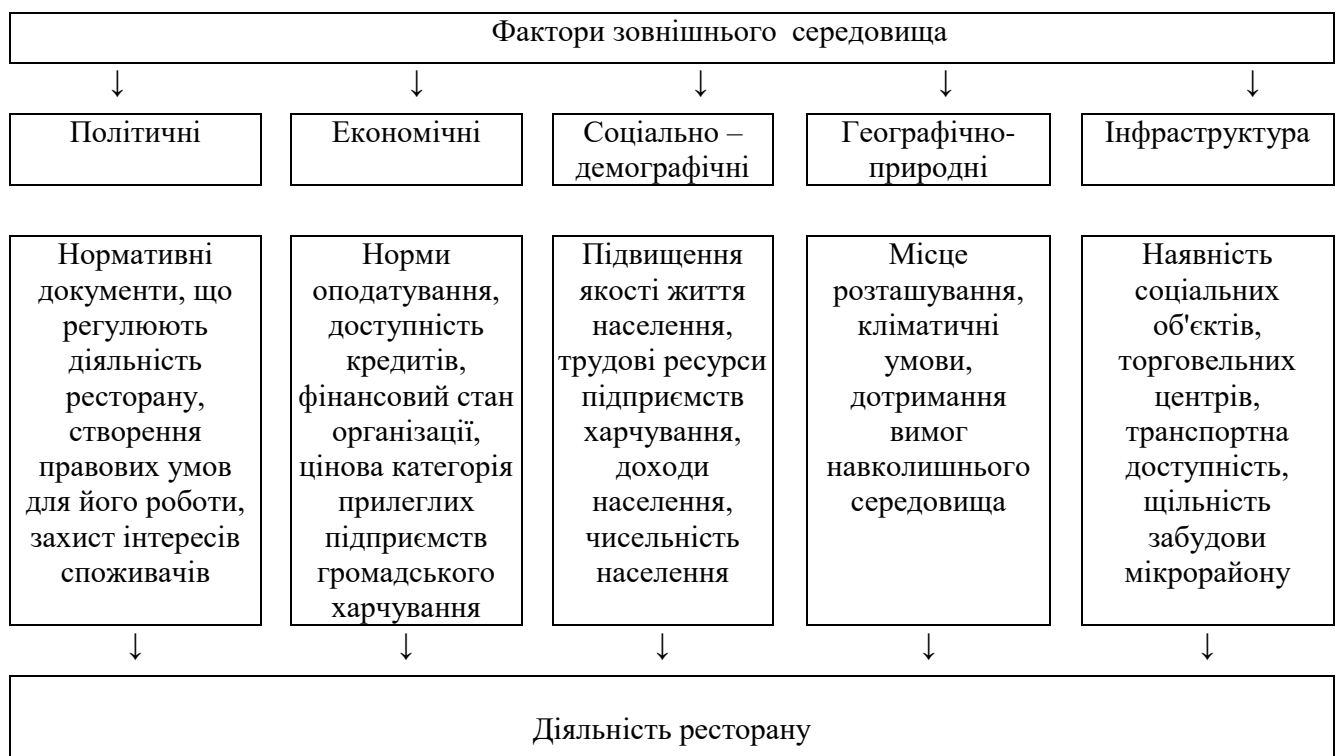 Фактори зовнішнього середовища
↓ ↓ ↓ ↓ ↓
Політичні
Економічні
Соціально –
демографічні
Географічно-
природні
Інфраструктура
Нормативні
документи, що
регулюють
діяльність
ресторану,
створення
правових умов
для його роботи,
захист інтересів
споживачів
Норми
оподатування,
доступність
кредитів,
фінансовий стан
організації,
цінова категорія
прилеглих
підприємств
громадського
харчування
Підвищення
якості життя
населення,
трудові ресурси
підприємств
харчування,
доходи
населення,
чисельність
населення
Місце
розташування,
кліматичні
умови,
дотримання
вимог
навколишнього
середовища
Наявність
соціальних
об'єктів,
торговельних
центрів,
транспортна
доступність,
щільність
забудови
мікрорайону
↓ ↓ ↓ ↓ ↓
Діяльність ресторану